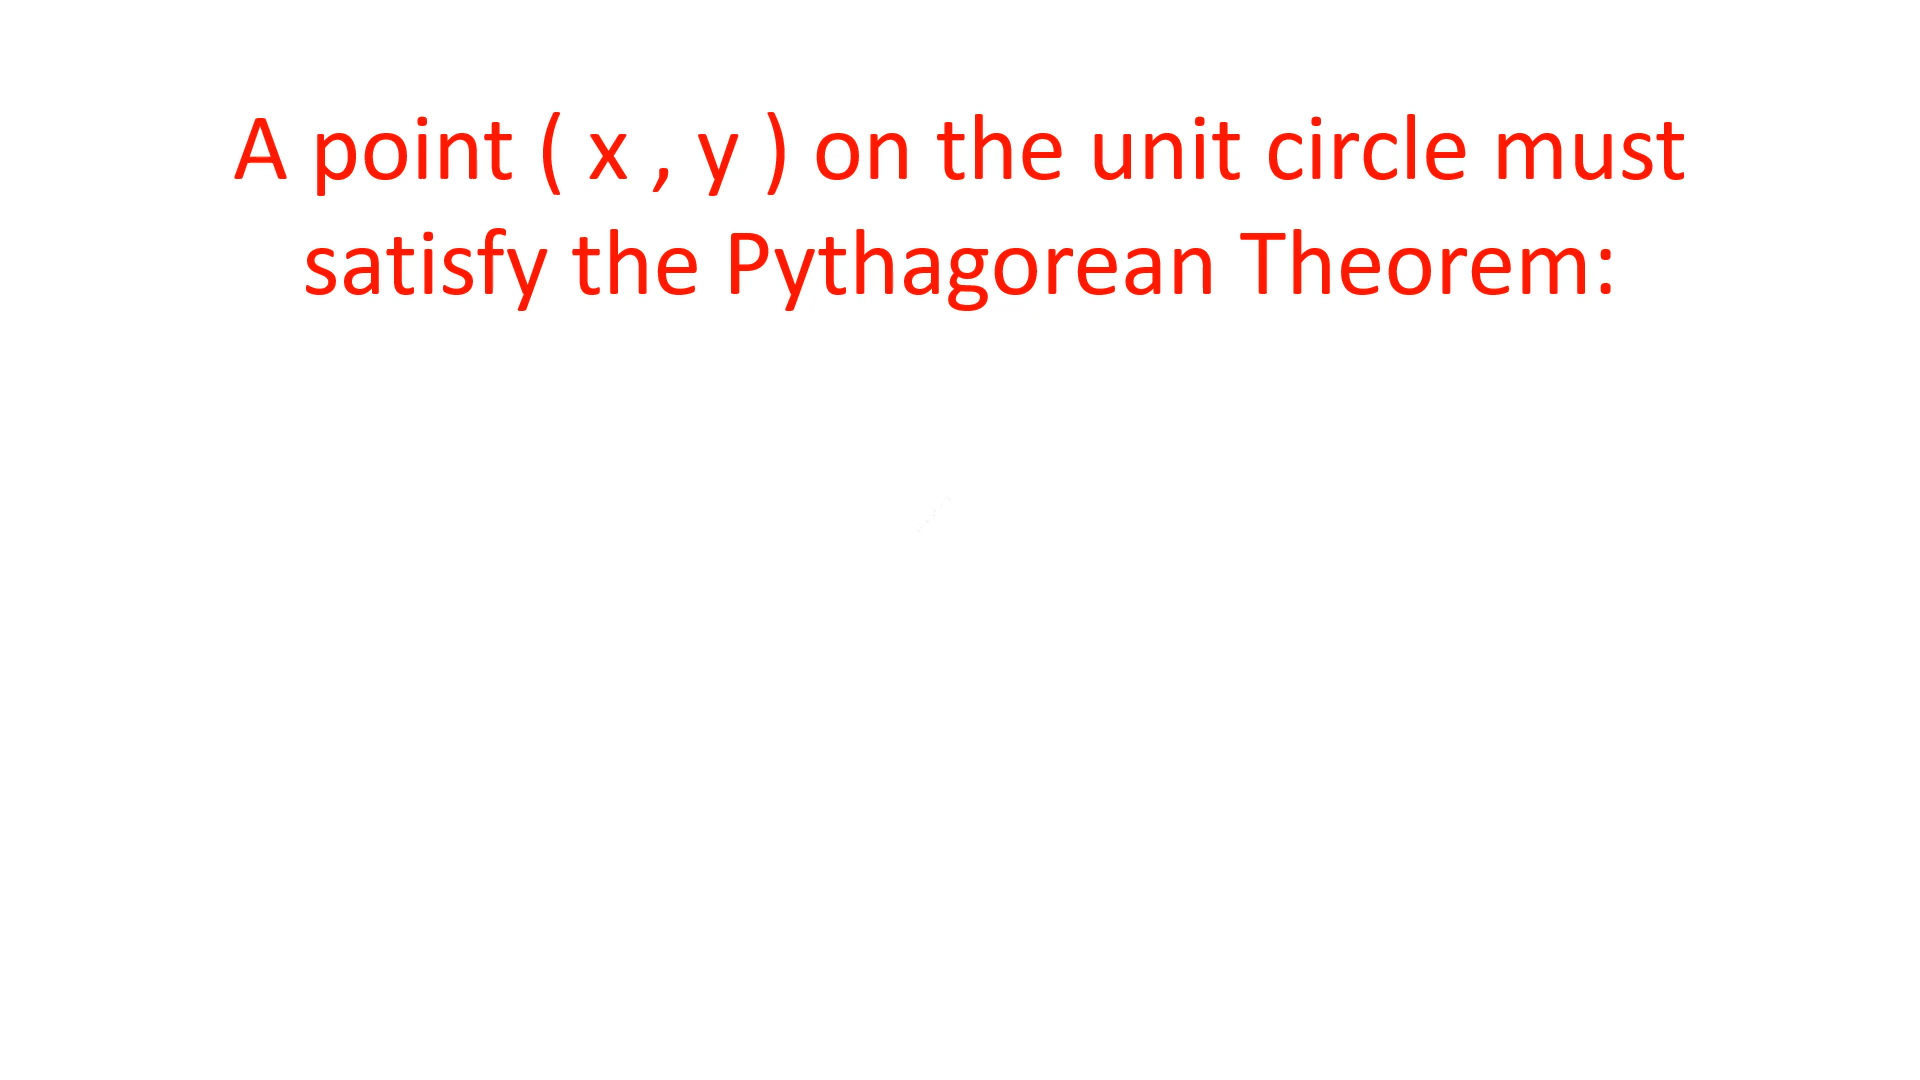 A point ( x , y ) on the unit circle must
satisfy the Pythagorean Theorem: